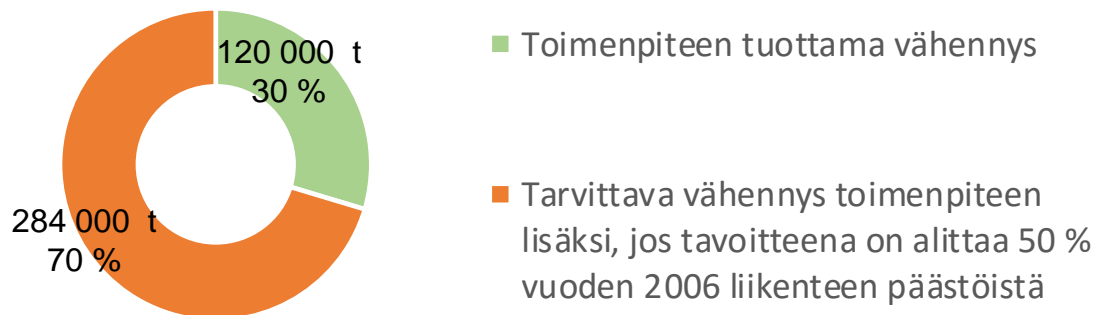 120 000 t
30 %
284 000 t
70 %
Toimenpiteen tuottama vähennys
Tarvittava vähennys toimenpiteen
lisäksi, jos tavoitteena on alittaa 50 %
vuoden 2006 liikenteen päästöistä